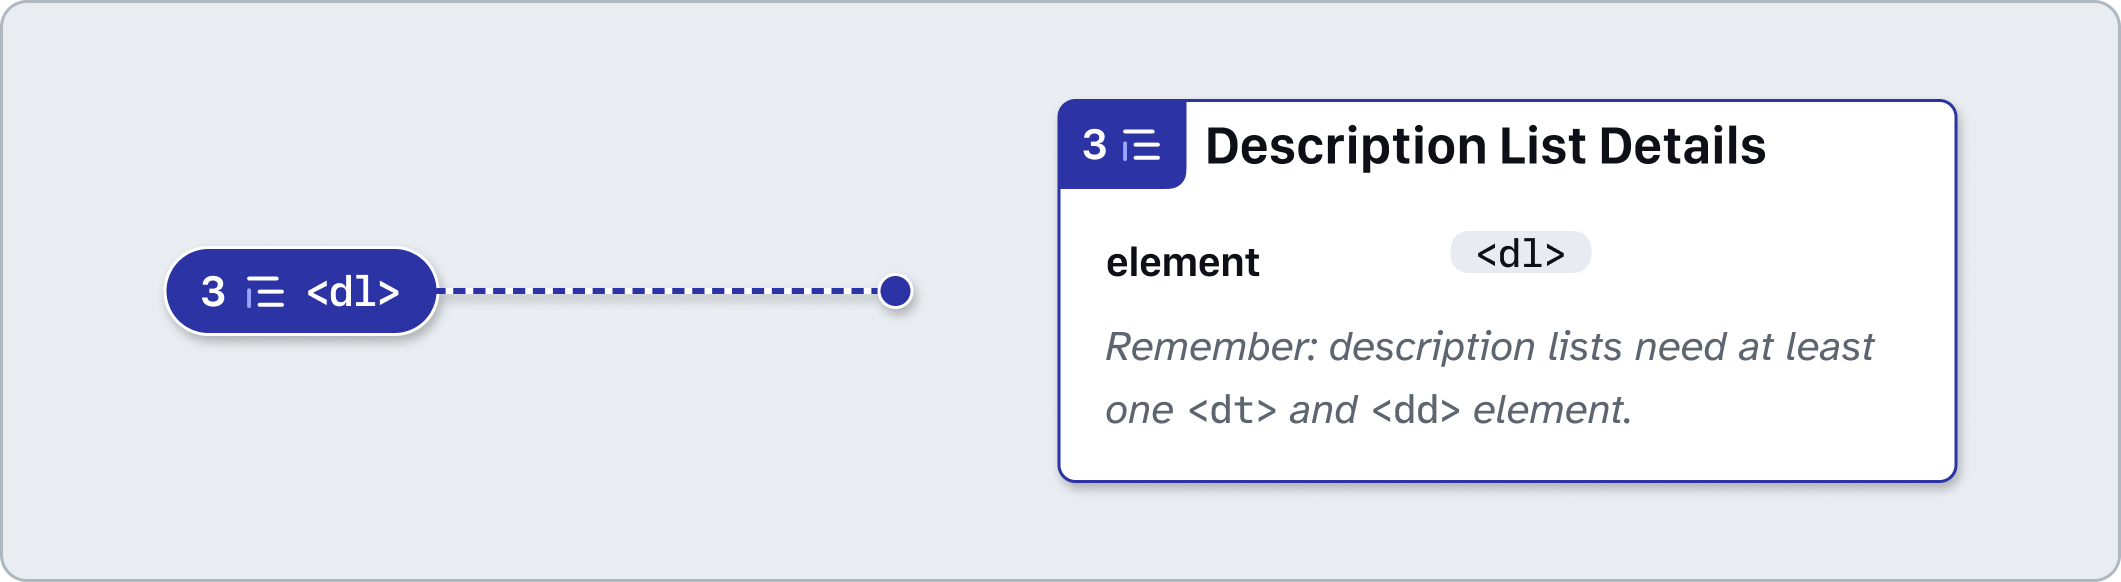 3 <dl>
3 Description List Details
element <dl>
Remember: description lists need at least
one <dt> and <dd> element.